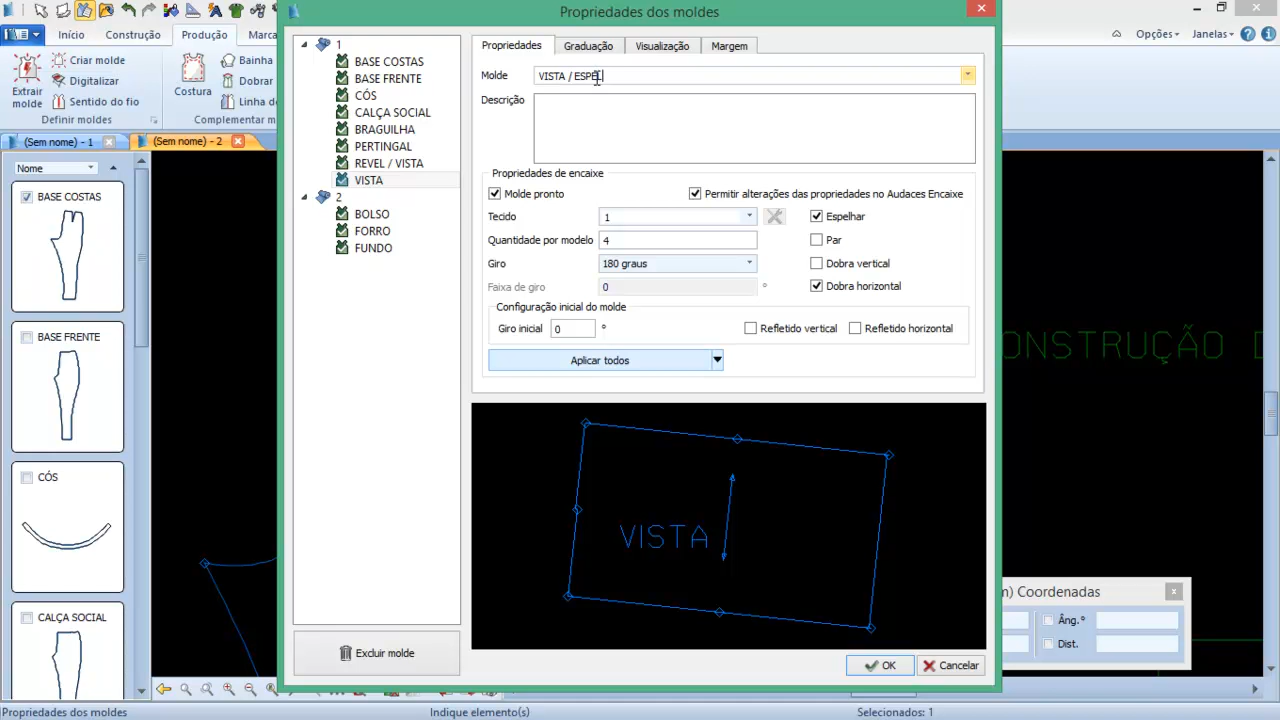 Propriedades dos moldes
Início
Construção
Produção
Marca
Opções
Janelas
Extrair molde
Criar molde
Sentido do fio
Definir moldes
Costura
Bainha
Dobrar
Linha de
Complementar mo
(Sem nome) - 1
(Sem nome) - 2
Nome
BASE COSTAS
BASE FRENTE
CÓS
CALÇA SOCIAL
1
BASE COSTAS
BASE FRENTE
CÓS
CALÇA SOCIAL
BRAGUILHA
PERTINGAL
REVEL / VISTA
VISTA
2
BOLSO
FORRO
FUNDO
Excluir molde
Propriedades
Graduação
Visualização
Margem
Molde
VISTA / ESPEL
Descrição
Propriedades de encaixe
Molde pronto
Permitir alterações das propriedades no Audaces Encaixe
Tecido
1
Espelhar
Quantidade por modelo
4
Par
Giro
180 graus
Dobra vertical
Faixa de giro
0
°
Dobra horizontal
Configuração inicial do molde
Giro inicial
0
°
Refletido vertical
Refletido horizontal
Aplicar todos
VISTA
OK
Cancelar
ONSTRUÇÃO D
m) Coordenadas
Âng.°
Dist.
Propriedades dos moldes
Indique elemento(s)
Selecionados: 1